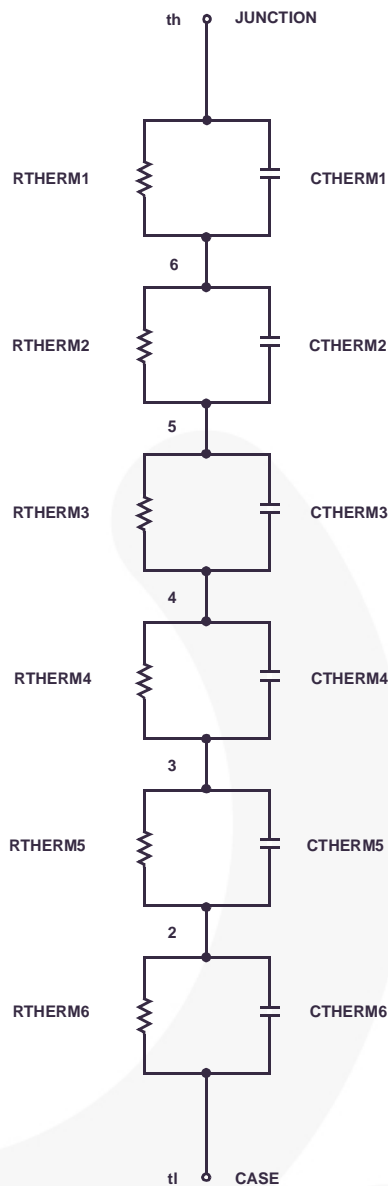 th JUNCTION
RTHERM1 CTHERM1
6
RTHERM2 CTHERM2
5
RTHERM3 CTHERM3
4
RTHERM4 CTHERM4
3
RTHERM5 CTHERM5
2
RTHERM6 CTHERM6
tl CASE